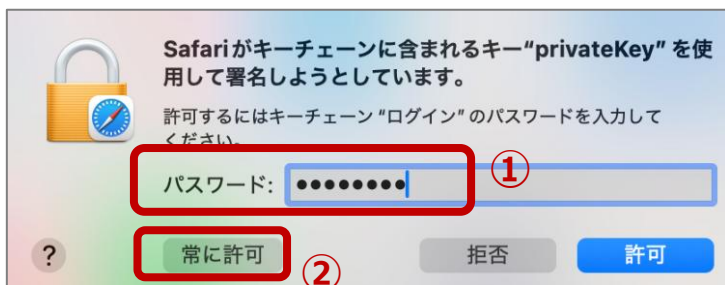 Safariがキーチェーンに含まれるキー“privateKey” を使
用して署名しようとしています。
許可するにはキーチェーン “ログイン” のパスワードを入力して
ください。
パスワード: ●●●●●●●●
①
? 常に許可 拒否 許可
②